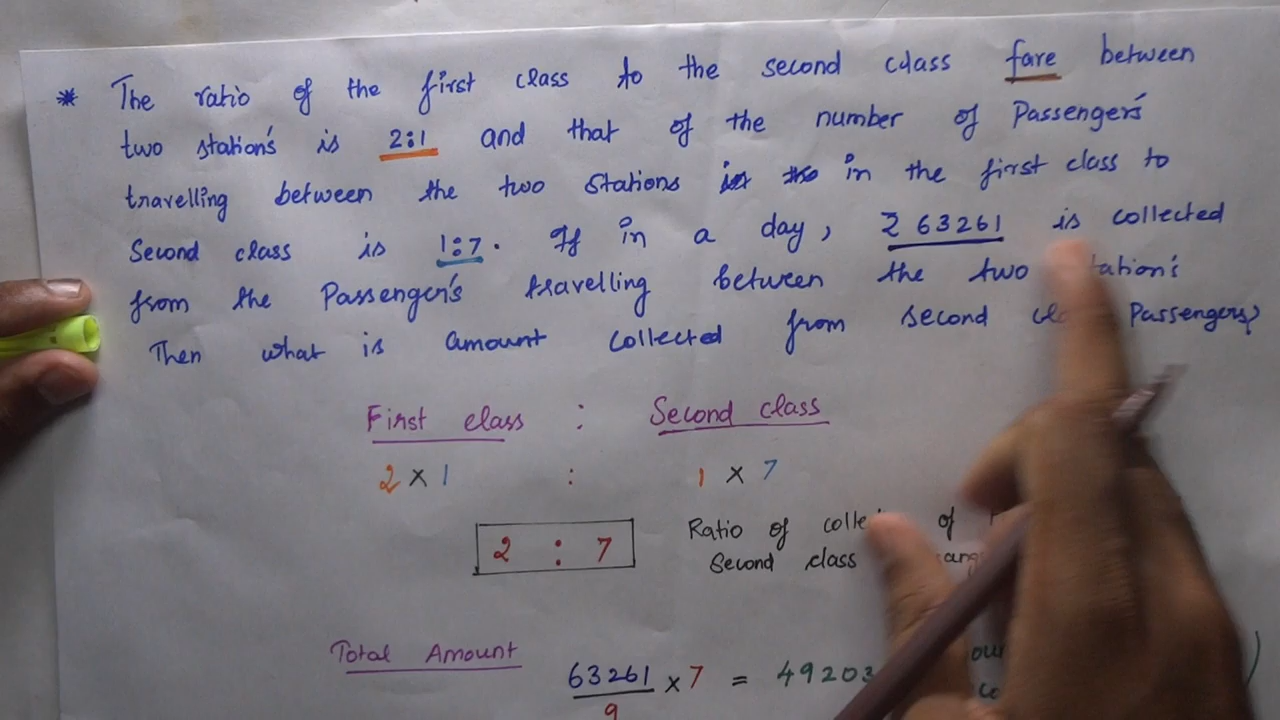 * The ratio of the first class to the second class fare between
two station's is 2:1 and that of the number of Passenger's
travelling between the two stations in the first class to
Second class is 1:7. If in a day, ₹ 63261 is collected
from the Passenger's travelling between the two
Then what is amount collected from second Passengers?
First class : Second class
2 × 1 : 1 × 7
2 : 7 Ratio of of
Second class
Total Amount
63261 × 7 = 49203
9